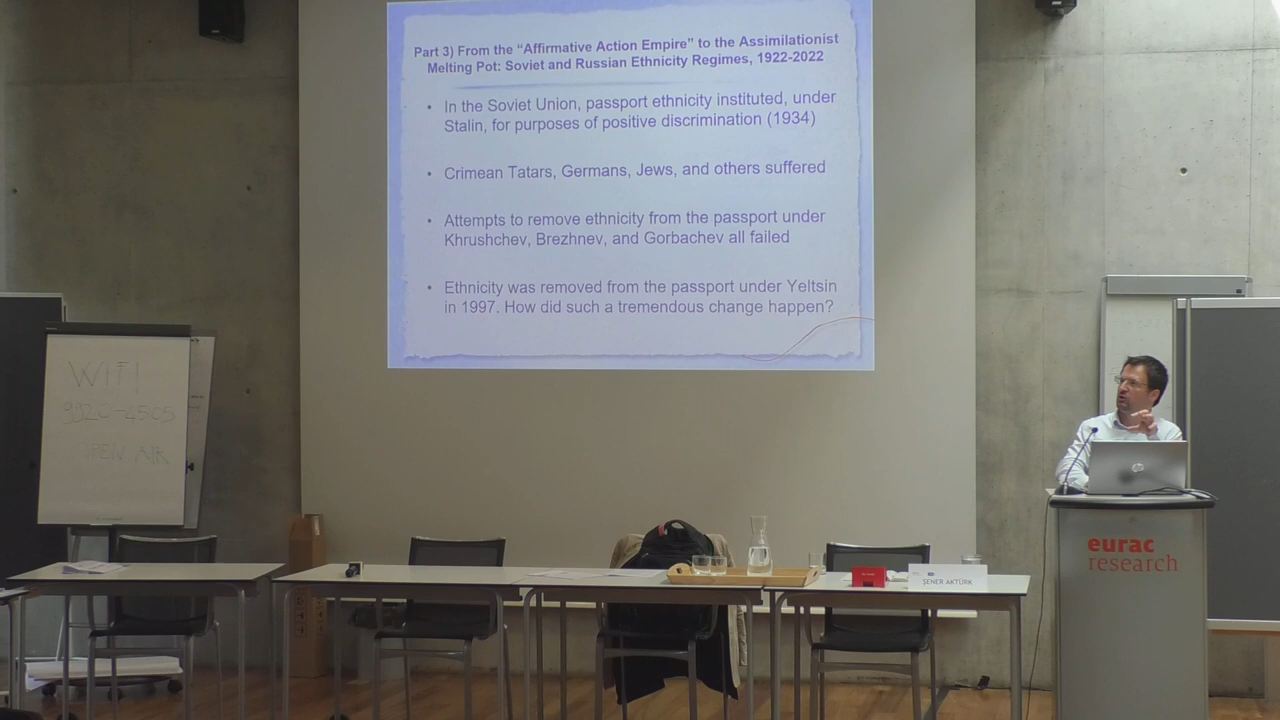 Part 3) From the “Affirmative Action Empire” to the Assimilationist
Melting Pot: Soviet and Russian Ethnicity Regimes, 1922-2022
• In the Soviet Union, passport ethnicity instituted, under
Stalin, for purposes of positive discrimination (1934)
• Crimean Tatars, Germans, Jews, and others suffered
• Attempts to remove ethnicity from the passport under
Khrushchev, Brezhnev, and Gorbachev all failed
• Ethnicity was removed from the passport under Yeltsin
in 1997. How did such a tremendous change happen?
WIFI
OPEN AIR
hp
eurac
research
ŞENER AKTÜRK